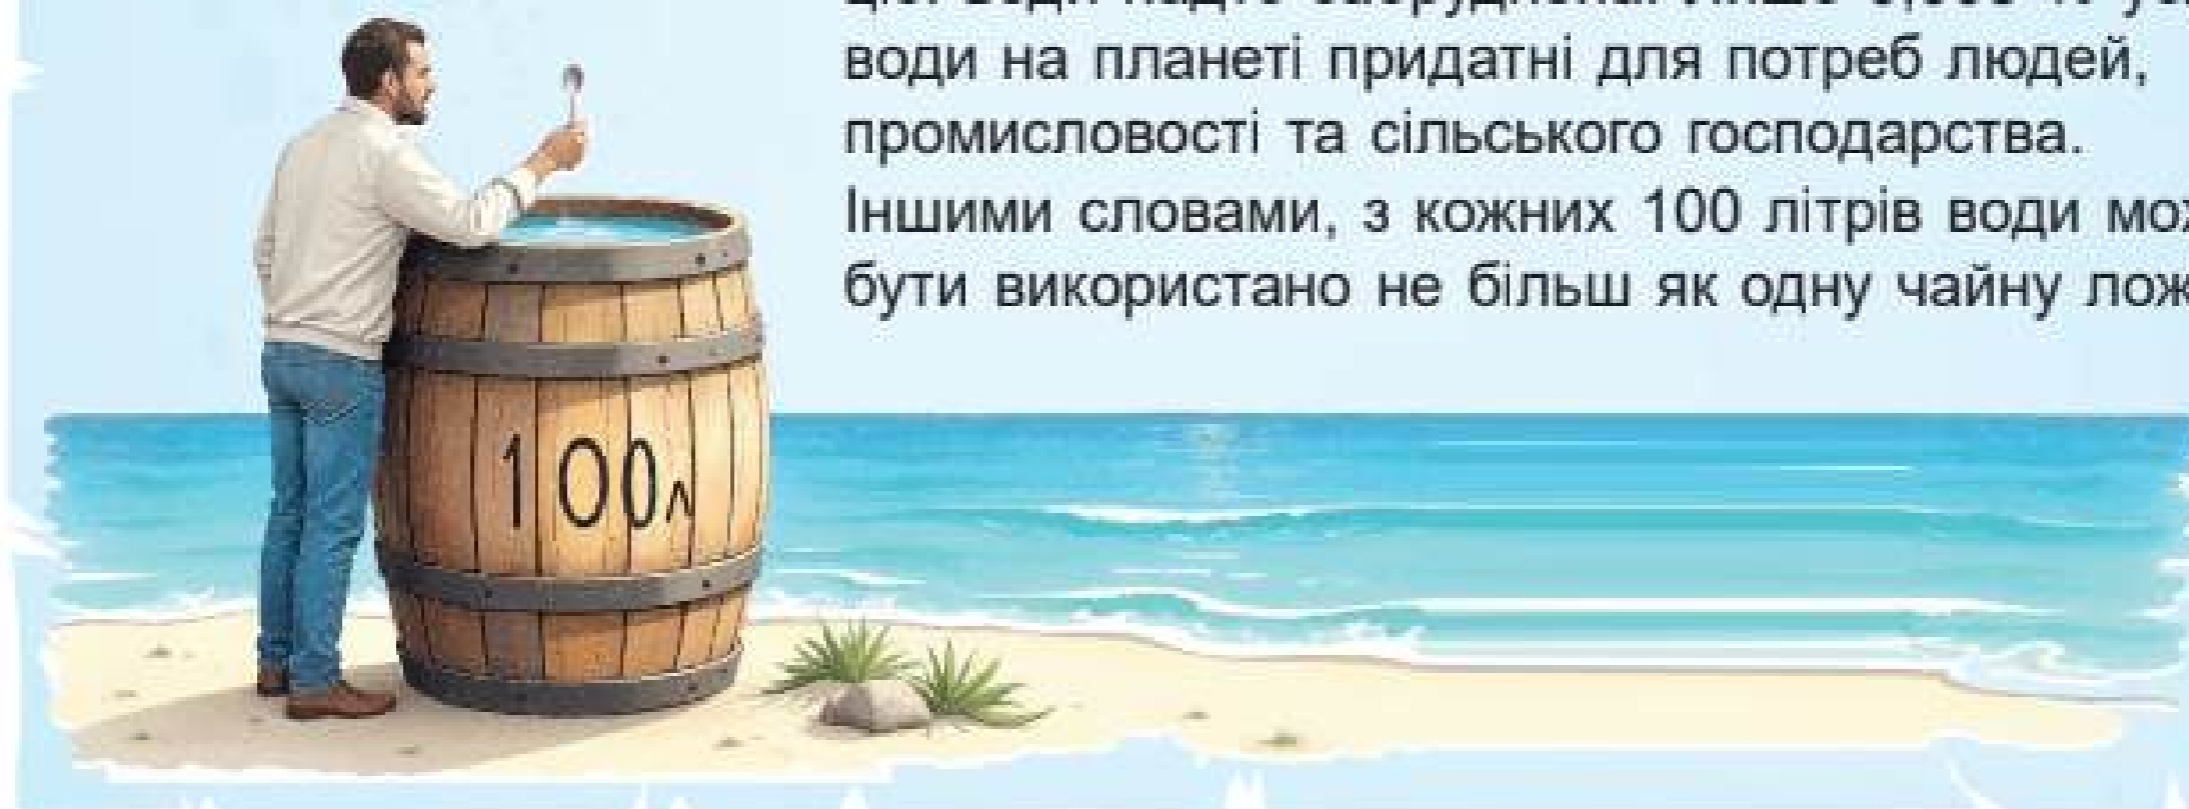 води на планеті придатні для потреб людей,
промисловості та сільського господарства.
Іншими словами, з кожних 100 літрів води
бути використано не більш як одну чайну
100л